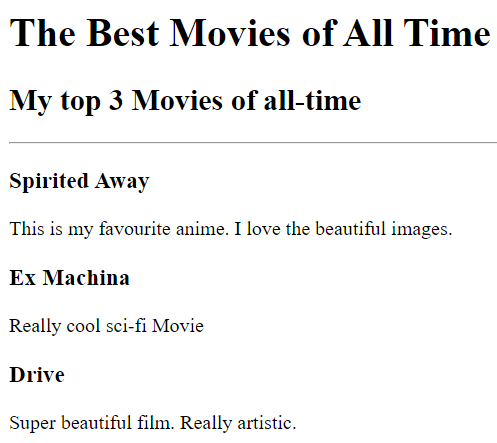 The Best Movies of All Time
My top 3 Movies of all-time
Spirited Away
This is my favourite anime. I love the beautiful images.
Ex Machina
Really cool sci-fi Movie
Drive
Super beautiful film. Really artistic.